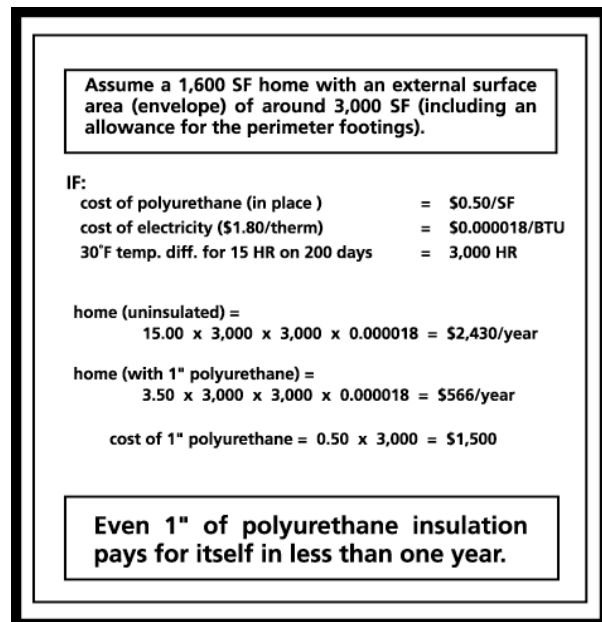 Assume a 1,600 SF home with an external surface
area (envelope) of around 3,000 SF (including an
allowance for the perimeter footings).
IF:
cost of polyurethane (in place ) = $0.50/SF
cost of electricity ($1.80/therm) = $0.000018/BTU
30°F temp. diff. for 15 HR on 200 days = 3,000 HR
home (uninsulated) =
15.00 x 3,000 x 3,000 x 0.000018 = $2,430/year
home (with 1" polyurethane) =
3.50 x 3,000 x 3,000 x 0.000018 = $566/year
cost of 1" polyurethane = 0.50 x 3,000 = $1,500
Even 1" of polyurethane insulation
pays for itself in less than one year.